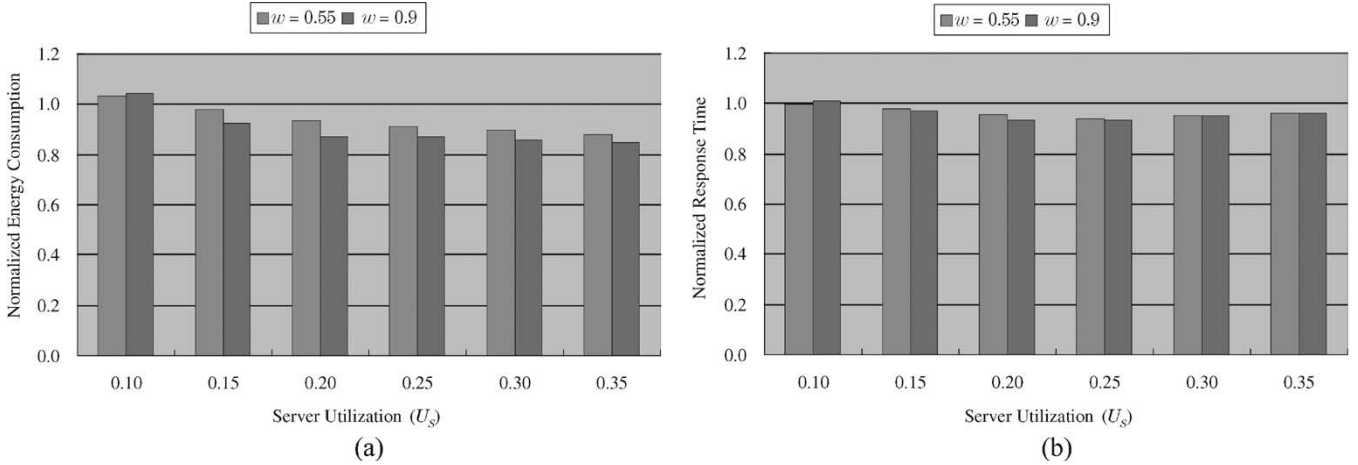 w = 0.55 w = 0.9
Normalized Energy Consumption
1.2
1.0
0.8
0.6
0.4
0.2
0.0
0.10 0.15 0.20 0.25 0.30 0.35
Server Utilization (U_S)
(a)
w = 0.55 w = 0.9
Normalized Response Time
1.2
1.0
0.8
0.6
0.4
0.2
0.0
0.10 0.15 0.20 0.25 0.30 0.35
Server Utilization (U_S)
(b)